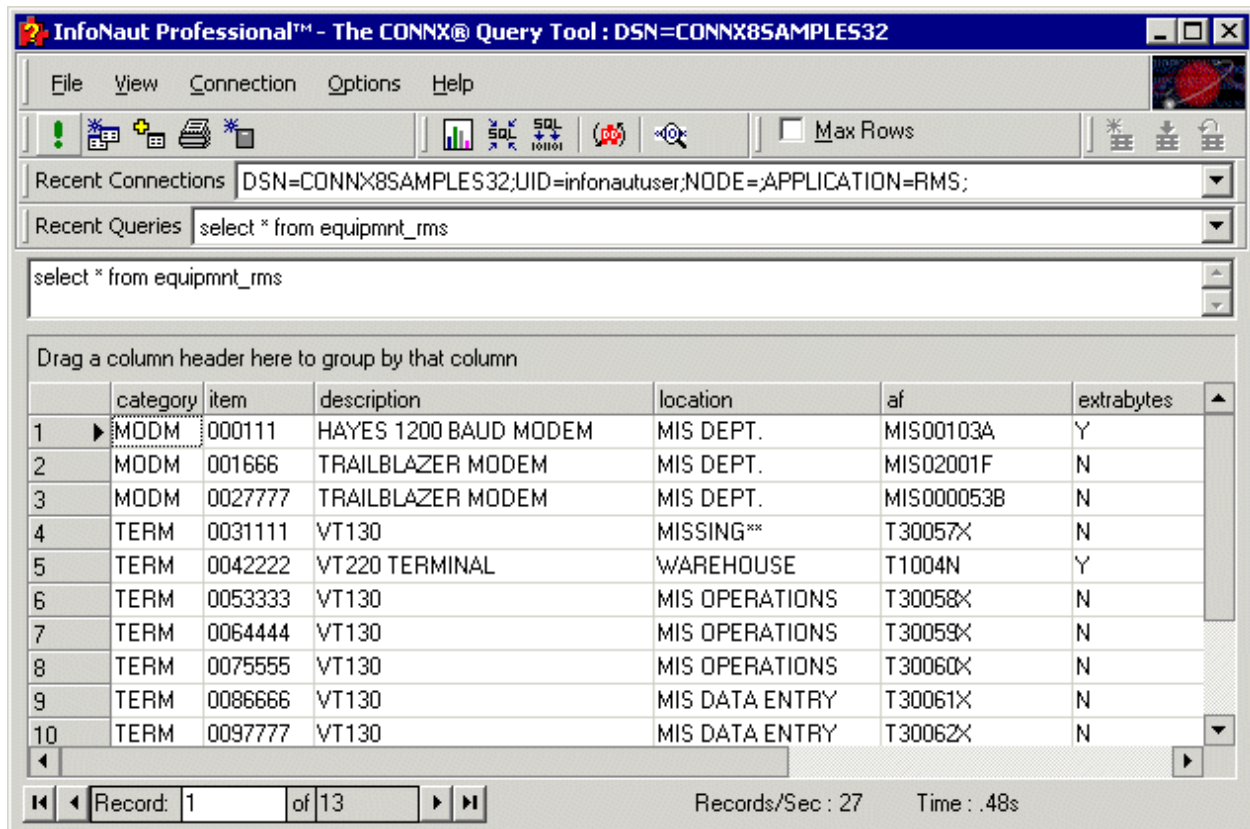 InfoNaut Professional™ - The CONNX® Query Tool : DSN=CONNX8SAMPLES32
File View Connection Options Help
SQL SQL 101101 Max Rows
Recent Connections DSN=CONNX8SAMPLES32;UID=infonautuser;NODE=;APPLICATION=RMS;
Recent Queries select * from equipmnt_rms
select * from equipmnt_rms
Drag a column header here to group by that column
category item description location af extrabytes
1 MODM 000111 HAYES 1200 BAUD MODEM MIS DEPT. MIS00103A Y
2 MODM 001666 TRAILBLAZER MODEM MIS DEPT. MIS02001F N
3 MODM 0027777 TRAILBLAZER MODEM MIS DEPT. MIS000053B N
4 TERM 0031111 VT130 MISSING** T30057X N
5 TERM 0042222 VT220 TERMINAL WAREHOUSE T1004N Y
6 TERM 0053333 VT130 MIS OPERATIONS T30058X N
7 TERM 0064444 VT130 MIS OPERATIONS T30059X N
8 TERM 0075555 VT130 MIS OPERATIONS T30060X N
9 TERM 0086666 VT130 MIS DATA ENTRY T30061X N
10 TERM 0097777 VT130 MIS DATA ENTRY T30062X N
Record: 1 of 13 Records/Sec : 27 Time : .48s